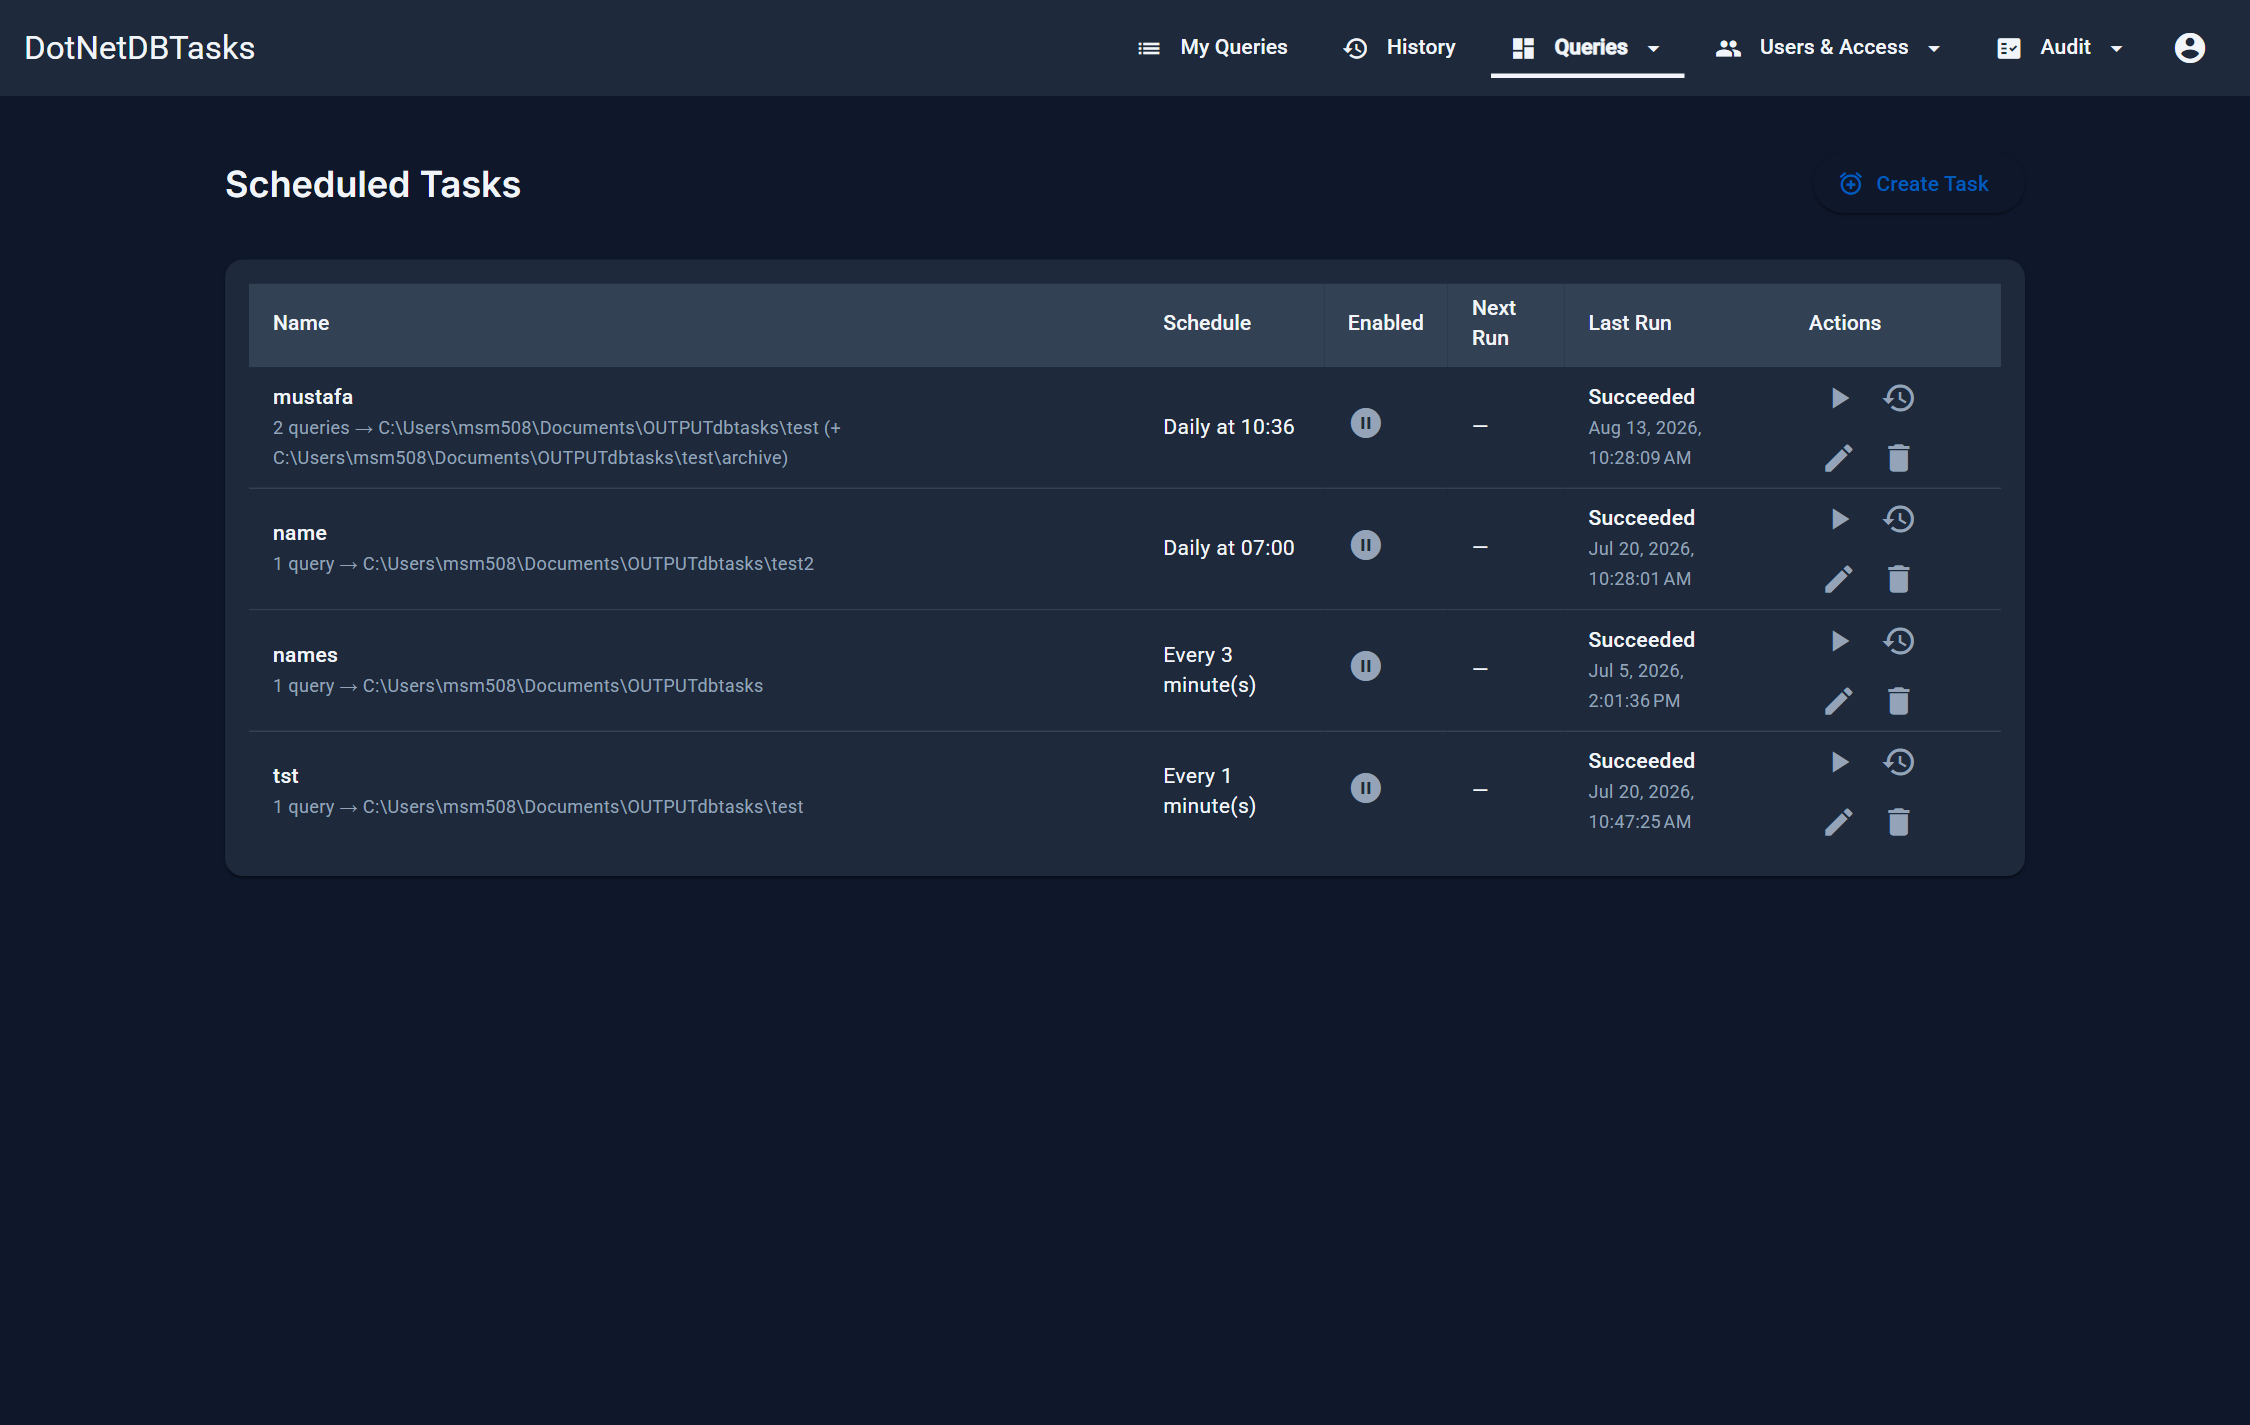 DotNetDBTasks
My Queries
History
Queries
Users & Access
Audit
Scheduled Tasks
Create Task
Name
Schedule
Enabled
Next
Run
Last Run
Actions
mustafa
2 queries → C:\Users\msm508\Documents\OUTPUTdbtasks\test (+
C:\Users\msm508\Documents\OUTPUTdbtasks\test\archive)
Daily at 10:36
—
Succeeded
Aug 13, 2026,
10:28:09 AM
name
1 query → C:\Users\msm508\Documents\OUTPUTdbtasks\test2
Daily at 07:00
—
Succeeded
Jul 20, 2026,
10:28:01 AM
names
1 query → C:\Users\msm508\Documents\OUTPUTdbtasks
Every 3
minute(s)
—
Succeeded
Jul 5, 2026,
2:01:36 PM
tst
1 query → C:\Users\msm508\Documents\OUTPUTdbtasks\test
Every 1
minute(s)
—
Succeeded
Jul 20, 2026,
10:47:25 AM